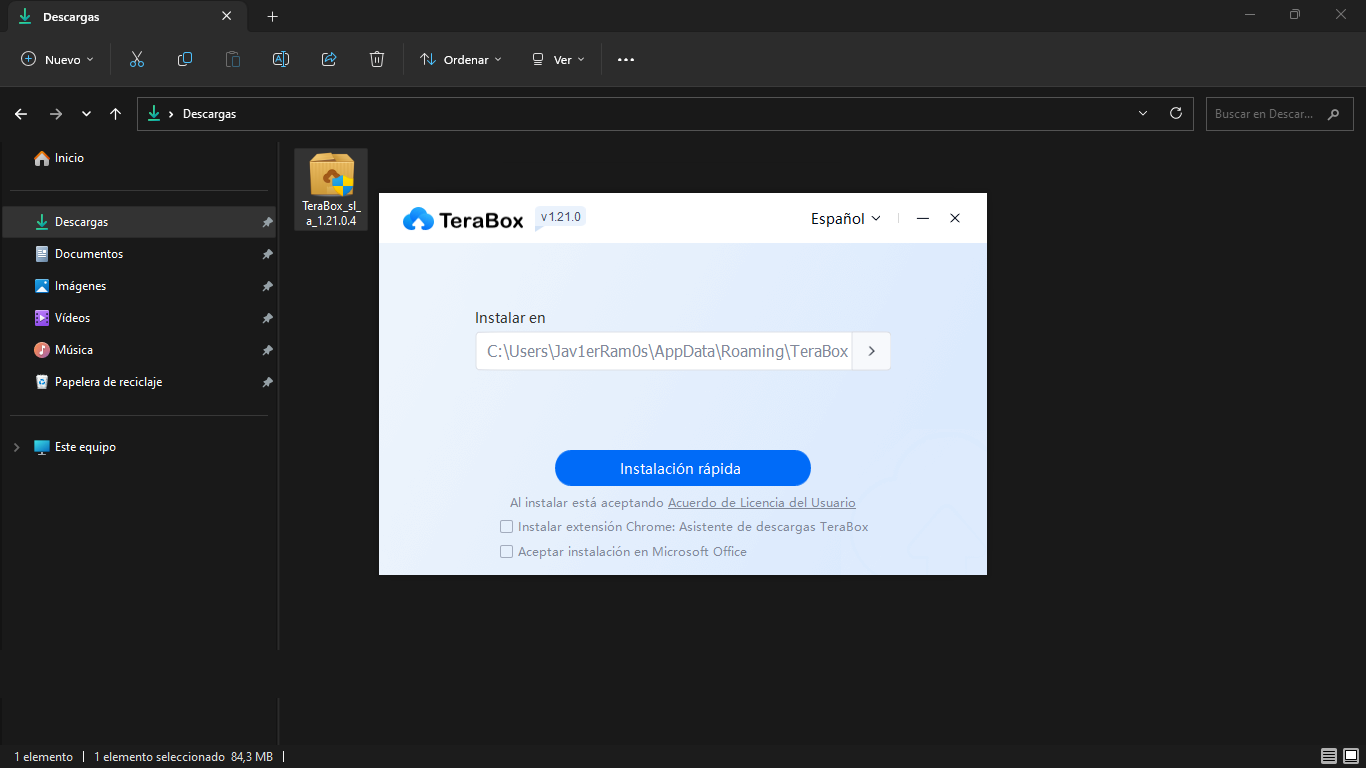 Descargas
Nuevo
Ordenar
Ver
Descargas
Buscar en Descar...
Inicio
Descargas
Documentos
Imágenes
Vídeos
Música
Papelera de reciclaje
Este equipo
TeraBox_sl_
a_1.21.0.4
TeraBox
v1.21.0
Español
Instalar en
C:\Users\Jav1erRam0s\AppData\Roaming\TeraBox
Instalación rápida
Al instalar está aceptando Acuerdo de Licencia del Usuario
Instalar extensión Chrome: Asistente de descargas TeraBox
Aceptar instalación en Microsoft Office
1 elemento
1 elemento seleccionado 84,3 MB